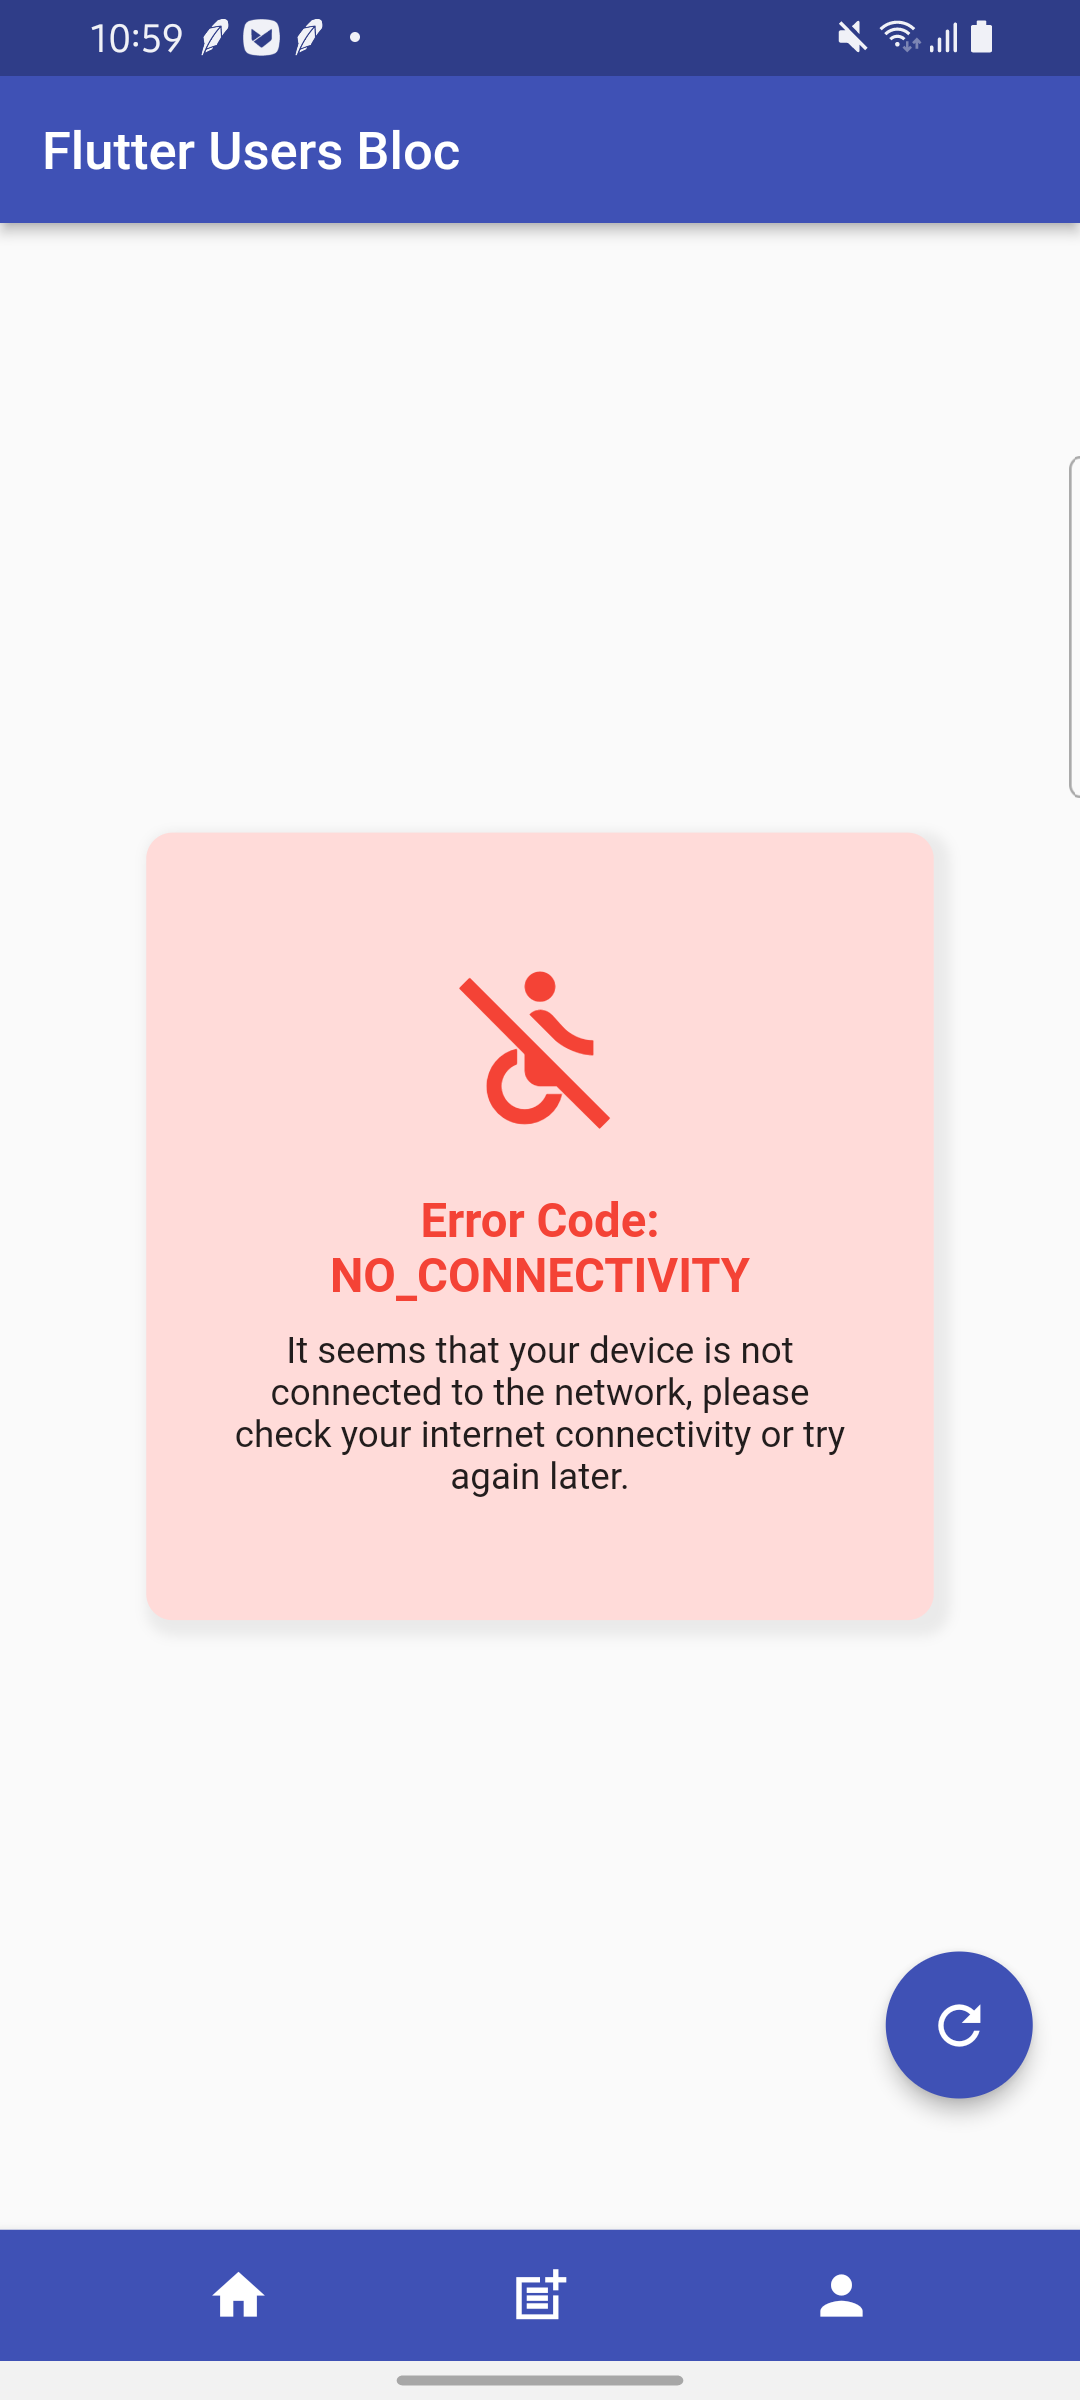 10:59
Flutter Users Bloc
Error Code:
NO_CONNECTIVITY
It seems that your device is not
connected to the network, please
check your internet connectivity or try
again later.